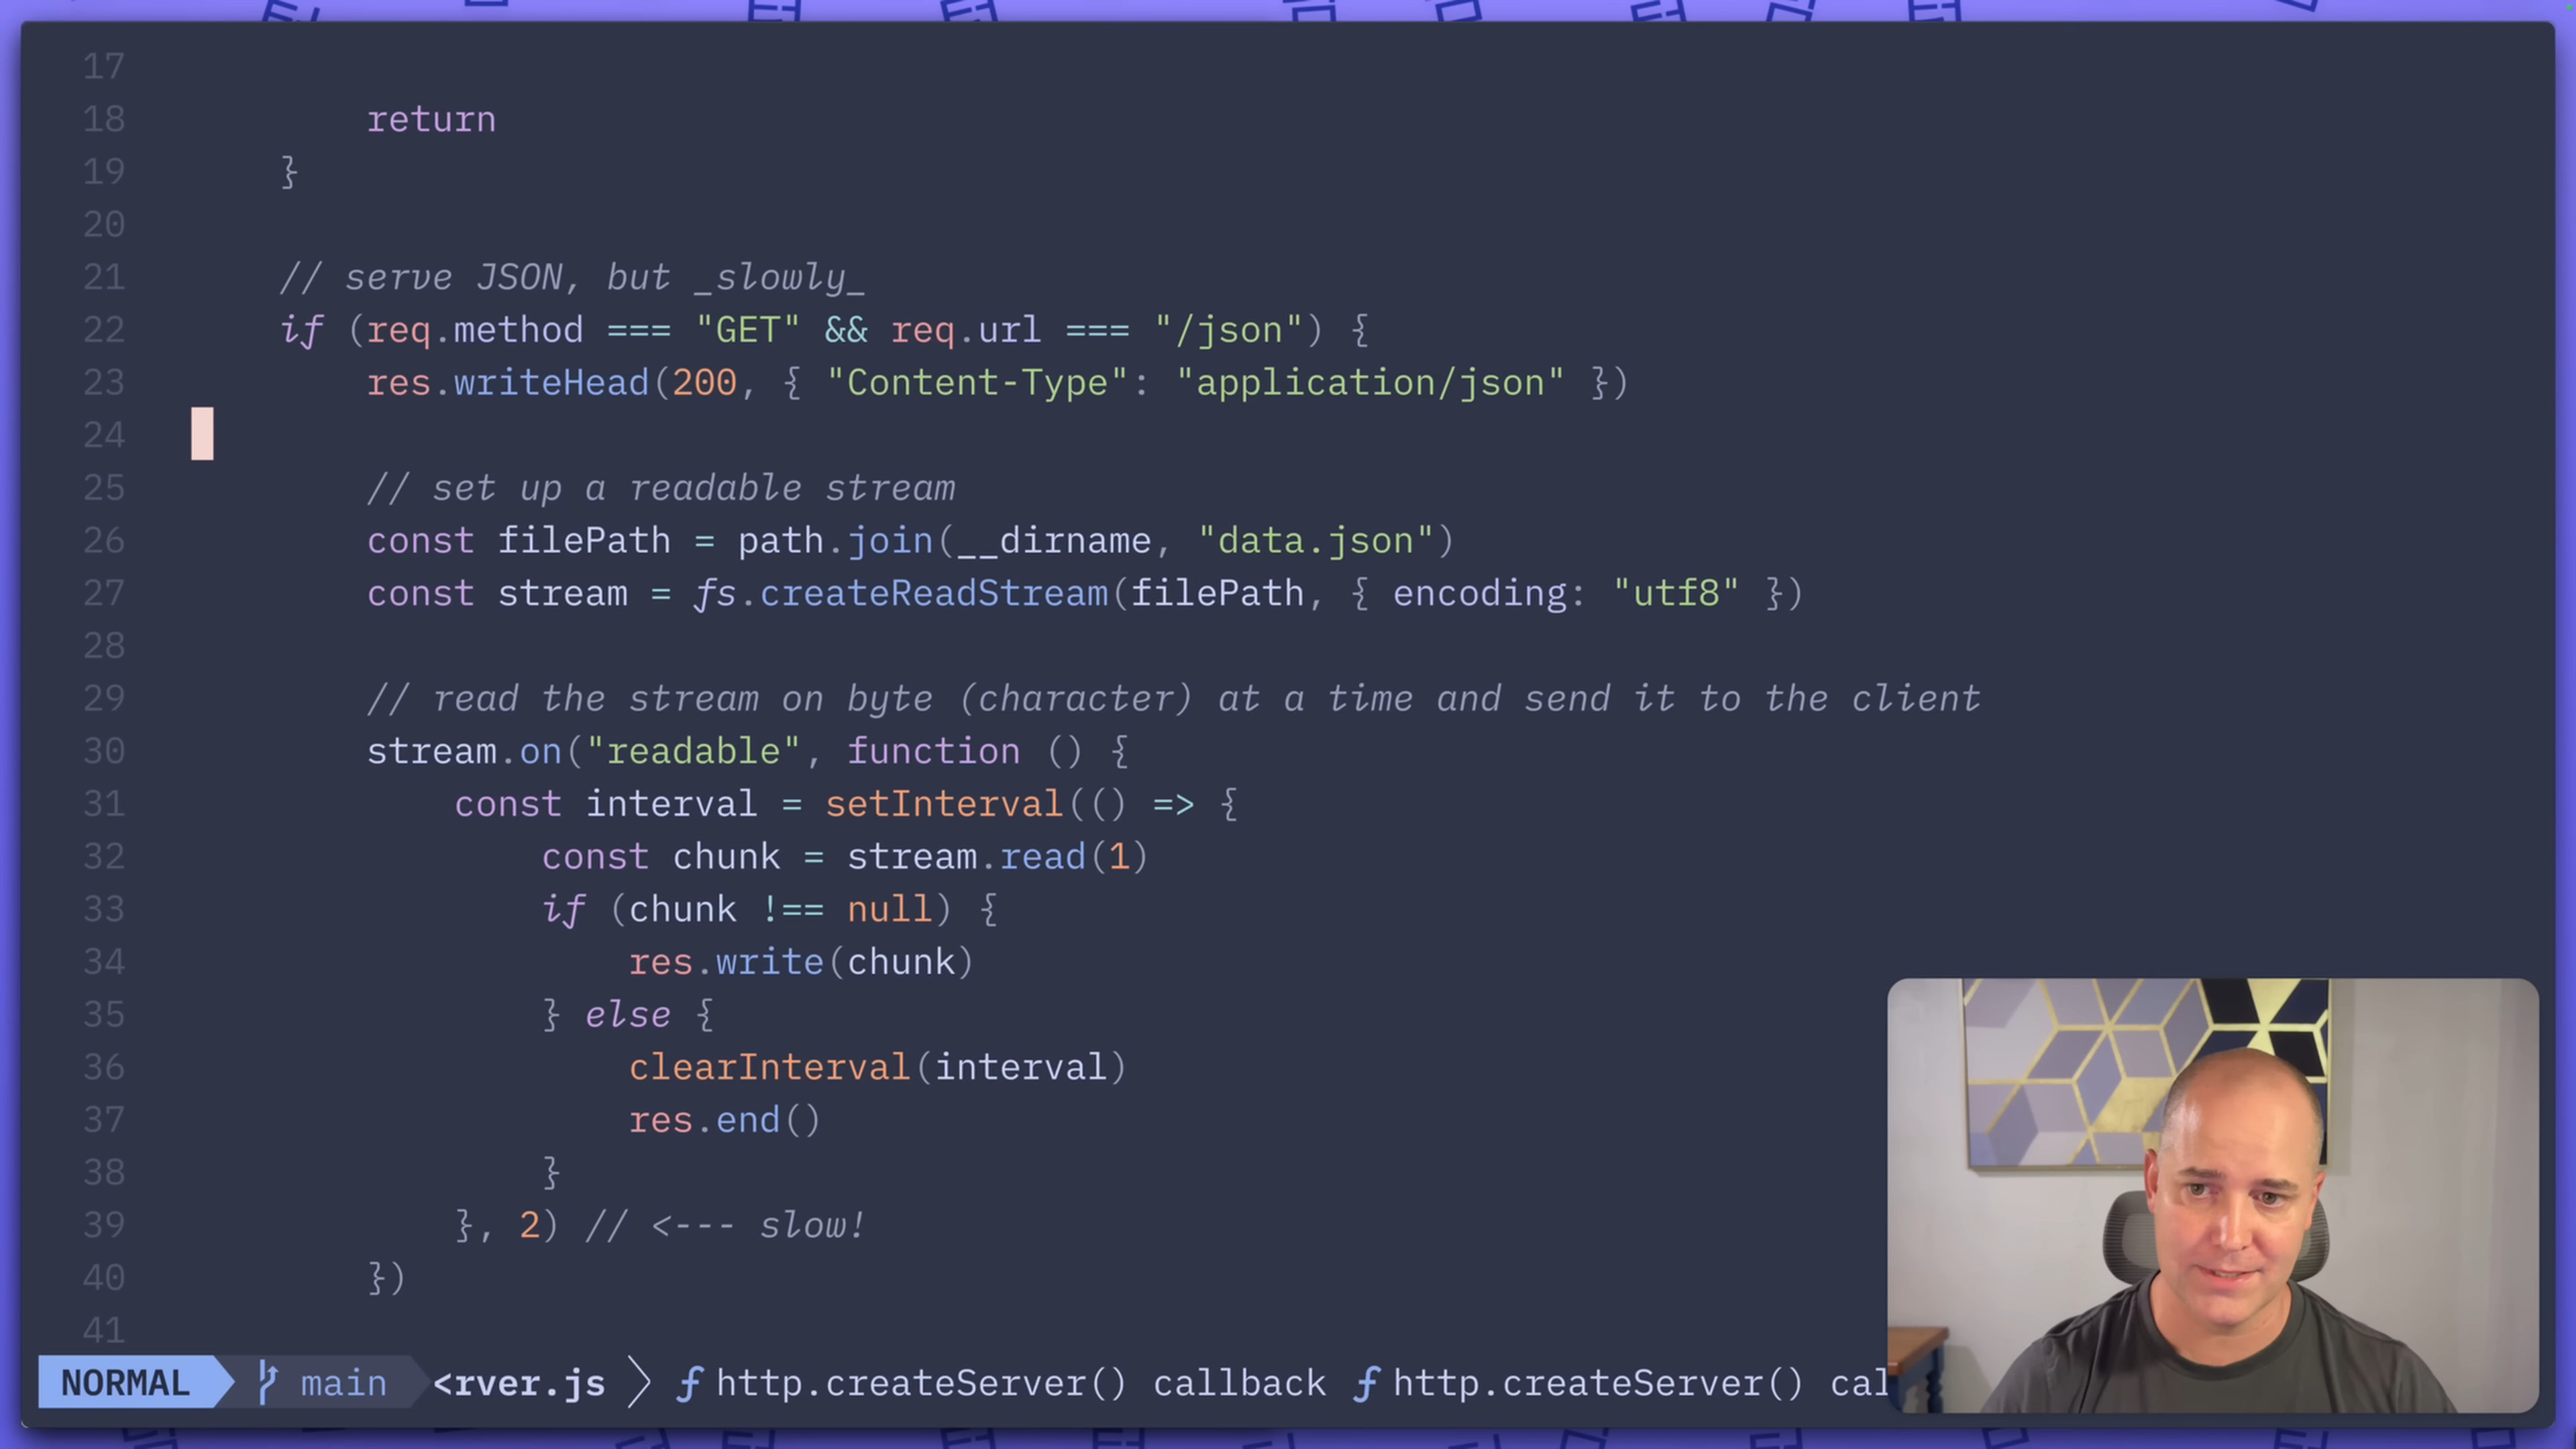 17
18 return
19 }
20
21 // serve JSON, but _slowly_
22 if (req.method === "GET" && req.url === "/json") {
23 res.writeHead(200, { "Content-Type": "application/json" })
24
25 // set up a readable stream
26 const filePath = path.join(__dirname, "data.json")
27 const stream = fs.createReadStream(filePath, { encoding: "utf8" })
28
29 // read the stream on byte (character) at a time and send it to the client
30 stream.on("readable", function () {
31 const interval = setInterval(() => {
32 const chunk = stream.read(1)
33 if (chunk !== null) {
34 res.write(chunk)
35 } else {
36 clearInterval(interval)
37 res.end()
38 }
39 }, 2) // <--- slow!
40 })
41
NORMAL main <rver.js ƒ http.createServer() callback ƒ http.createServer() cal